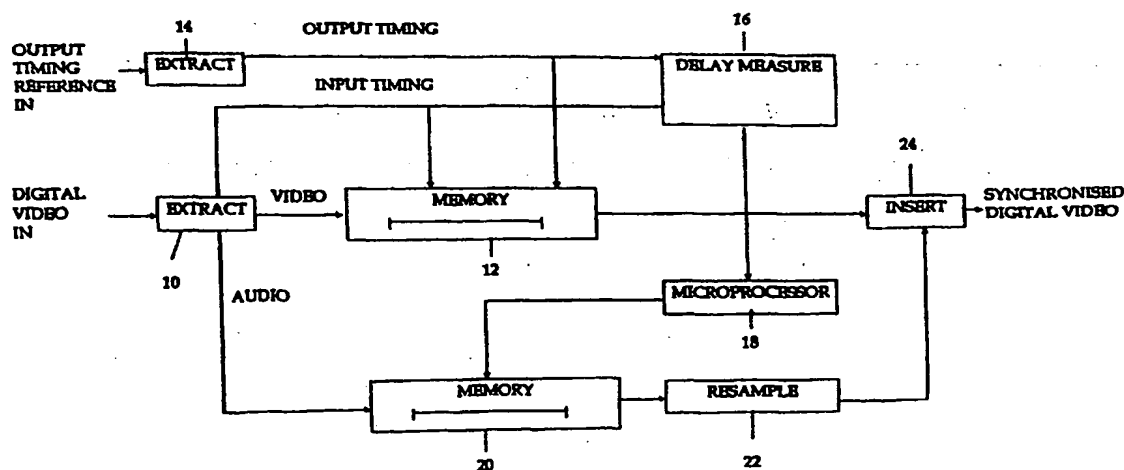 14
OUTPUT TIMING
16
OUTPUT
TIMING
REFERENCE
IN
EXTRACT
DELAY MEASURE
INPUT TIMING
24
DIGITAL
VIDEO
IN
EXTRACT
VIDEO
MEMORY
INSERT
SYNCHRONISED
DIGITAL VIDEO
10
12
AUDIO
MICROPROCESSOR
18
MEMORY
RESAMPLE
20
22